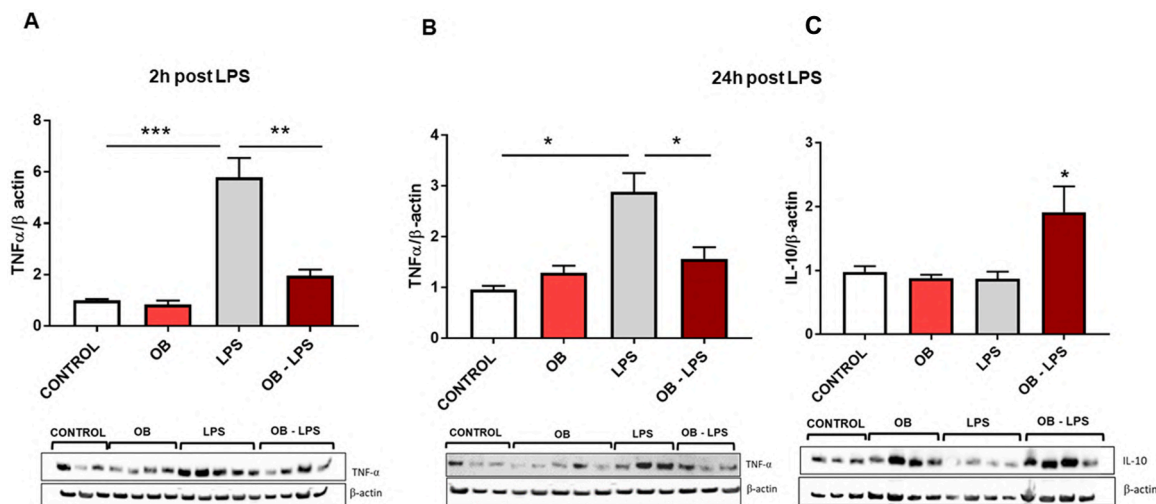 A
B
C
2h post LPS
24h post LPS
***
**
8
6
4
2
0
TNFα/β actin
CONTROL
OB
LPS
OB - LPS
*
*
4
3
2
1
0
TNFα/β-actin
CONTROL
OB
LPS
OB - LPS
*
3
2
1
0
IL-10/β-actin
CONTROL
OB
LPS
OB - LPS
CONTROL OB LPS OB - LPS
TNF-α
β-actin
CONTROL OB LPS OB - LPS
TNF-α
β-actin
CONTROL OB LPS OB - LPS
IL-10
β-actin